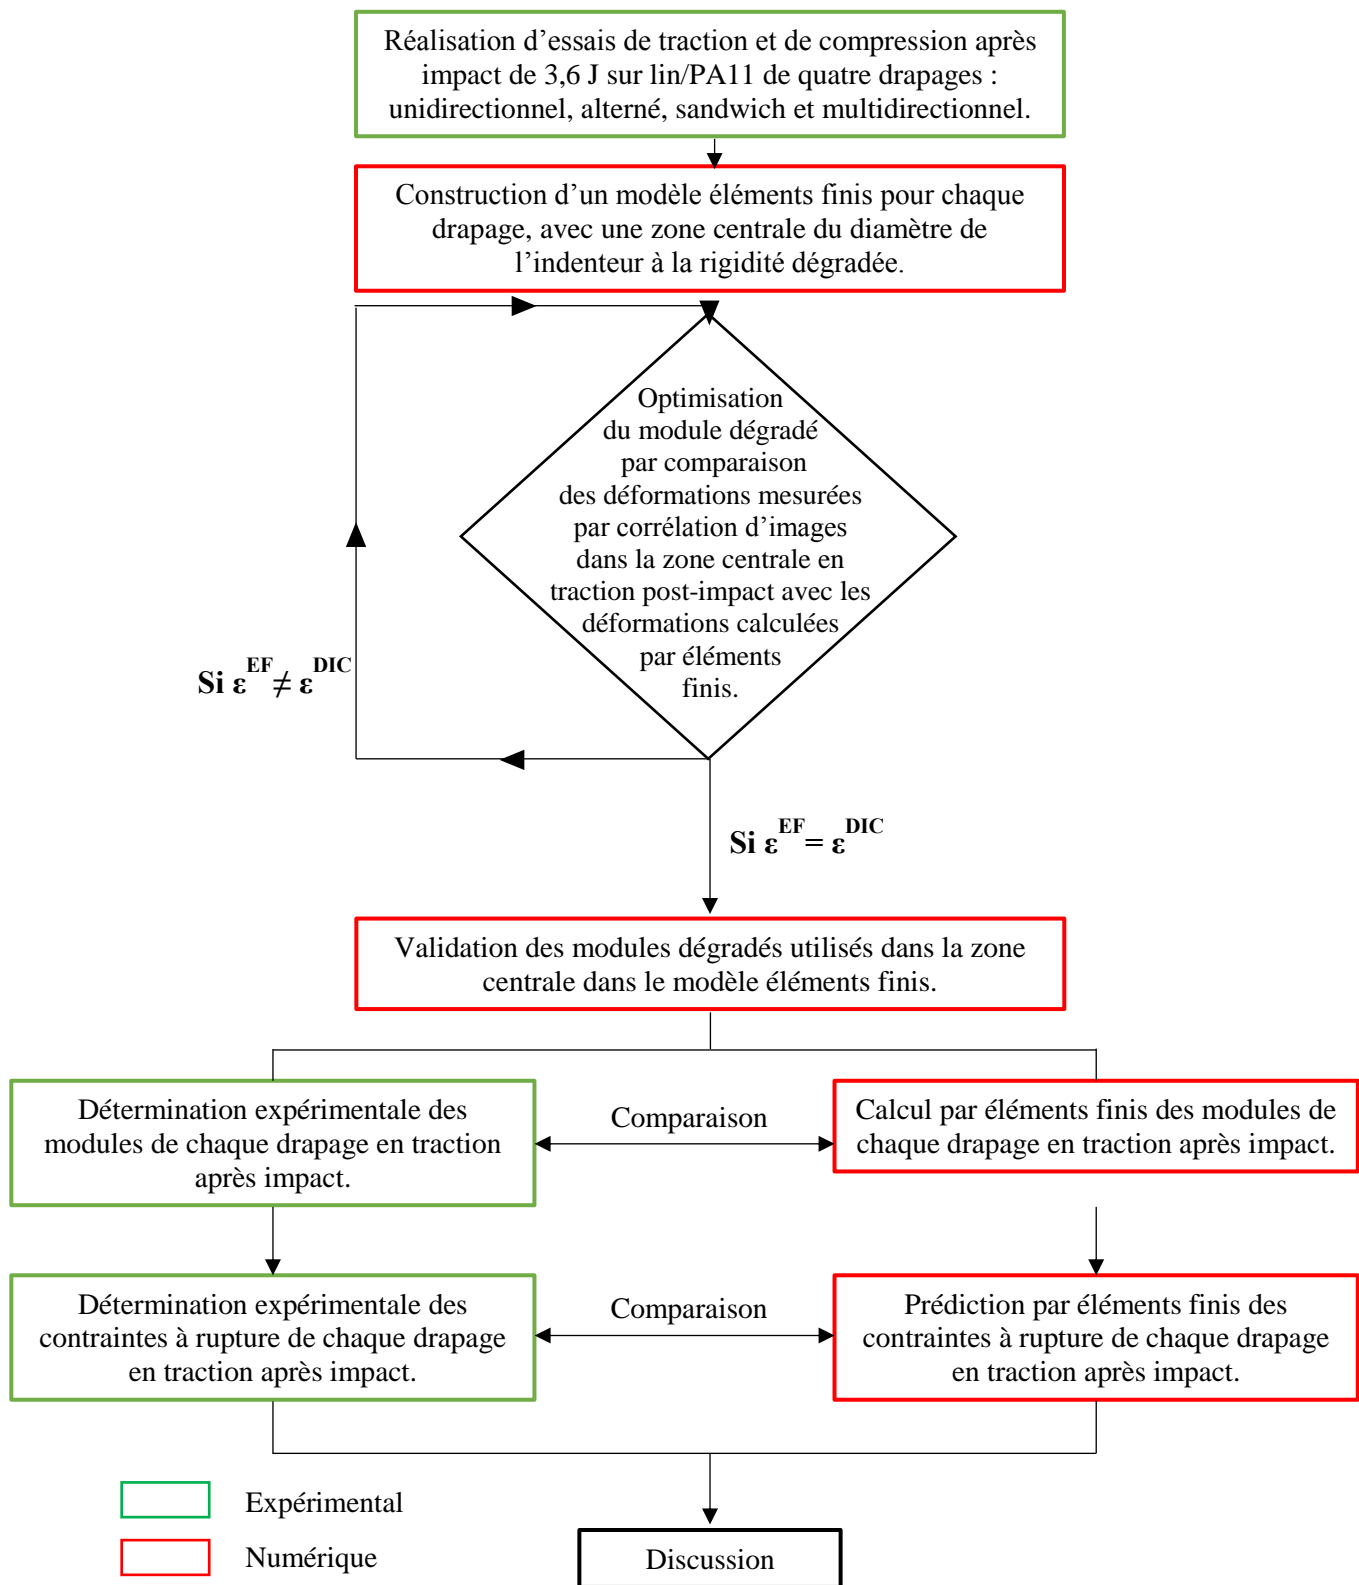 Réalisation d’essais de traction et de compression après
impact de 3,6 J sur lin/PA11 de quatre drapages :
unidirectionnel, alterné, sandwich et multidirectionnel.
Construction d’un modèle éléments finis pour chaque
drapage, avec une zone centrale du diamètre de
l’indenteur à la rigidité dégradée.
Optimisation
du module dégradé
par comparaison
des déformations mesurées
par corrélation d’images
dans la zone centrale en
traction post-impact avec les
déformations calculées
par éléments
finis.
Si ε^EF ≠ ε^DIC
Si ε^EF = ε^DIC
Validation des modules dégradés utilisés dans la zone
centrale dans le modèle éléments finis.
Détermination expérimentale des
modules de chaque drapage en traction
après impact.
Comparaison
Calcul par éléments finis des modules de
chaque drapage en traction après impact.
Détermination expérimentale des
contraintes à rupture de chaque drapage
en traction après impact.
Comparaison
Prédiction par éléments finis des
contraintes à rupture de chaque drapage
en traction après impact.
Expérimental
Numérique
Discussion